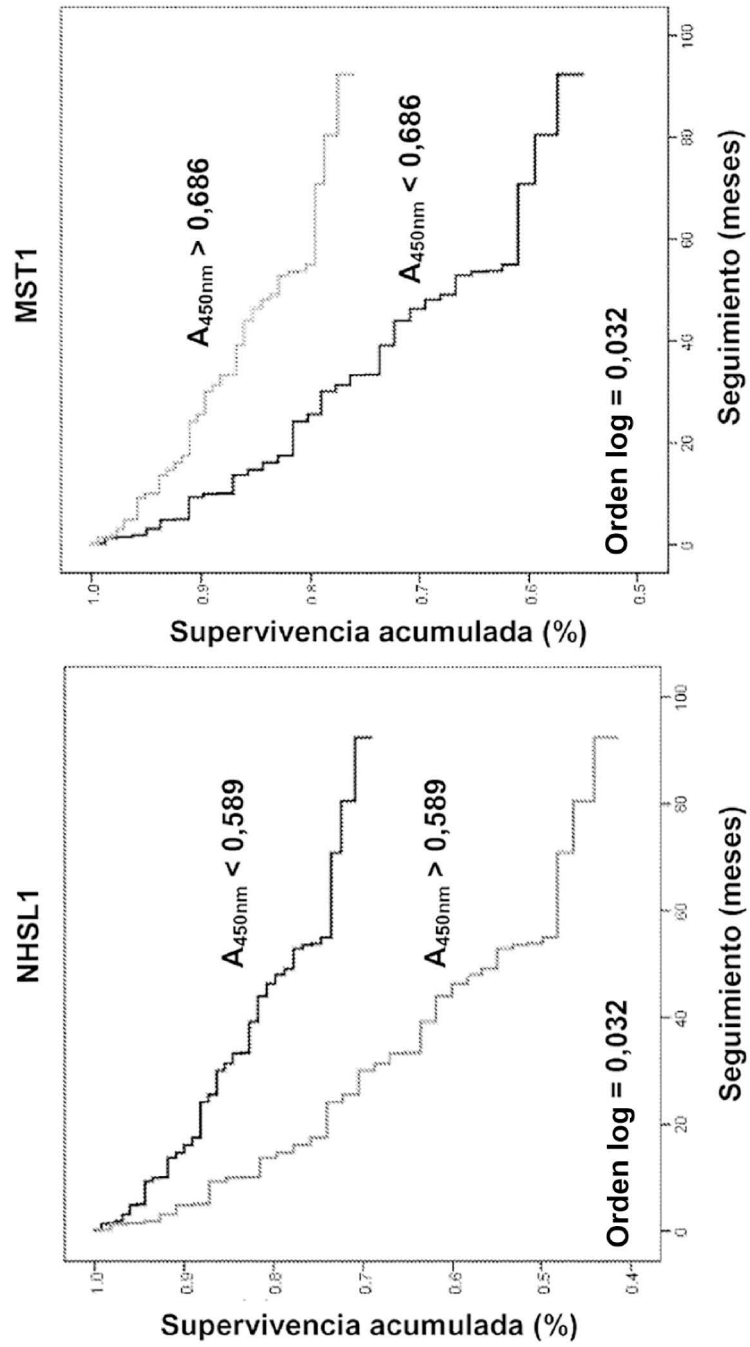 NHSL1
Supervivencia acumulada (%)
1.0
0.9
0.8
0.7
0.6
0.5
0.4
A450nm < 0,589
A450nm > 0,589
Orden log = 0,032
0
20
40
60
80
100
Seguimiento (meses)
MST1
Supervivencia acumulada (%)
1.0
0.9
0.8
0.7
0.6
0.5
A450nm > 0,686
A450nm < 0,686
Orden log = 0,032
0
20
40
60
80
100
Seguimiento (meses)